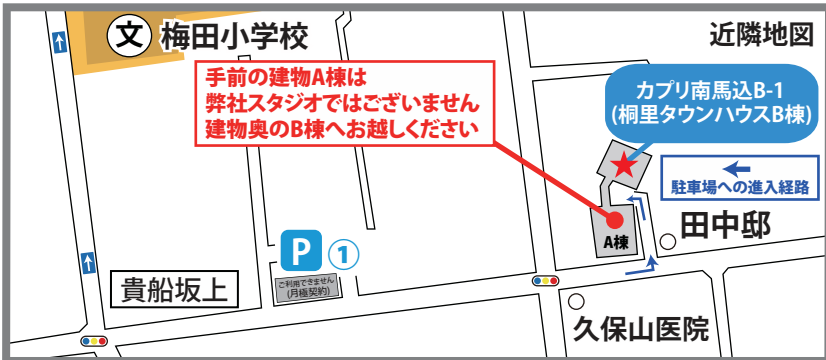 文 梅田小学校
近隣地図
手前の建物A棟は
弊社スタジオではございません
建物奥のB棟へお越しください
カプリ南馬込B-1
(桐里タウンハウスB棟)
駐車場への進入経路
A棟
田中邸
P ①
ご利用できません
(月極契約)
貴船坂上
久保山医院